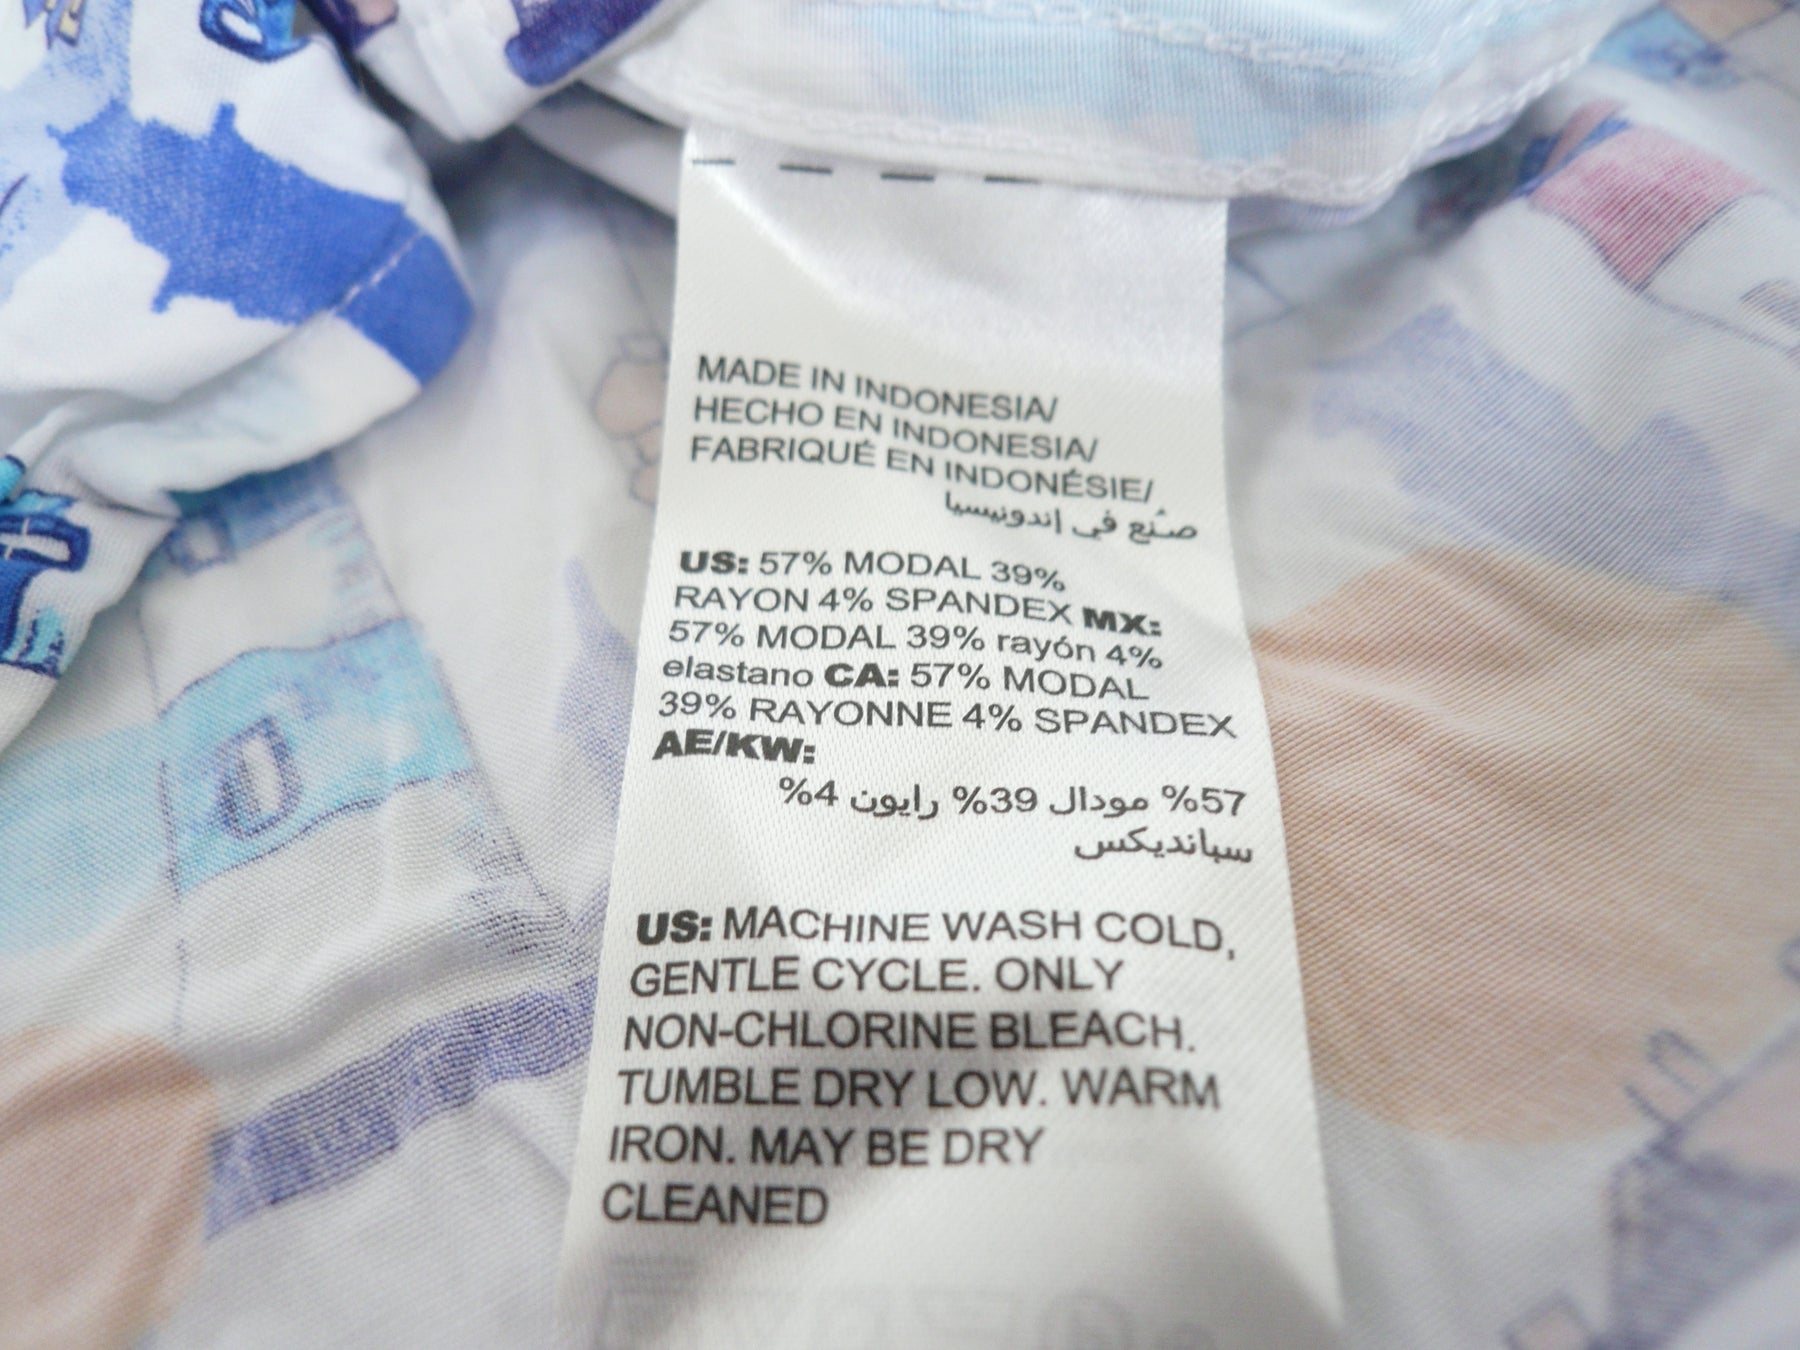 MADE IN INDONESIA/
HECHO EN INDONESIA/
FABRIQUÉ EN INDONÉSIE/
صُنع في إندونيسيا
US: 57% MODAL 39%
RAYON 4% SPANDEX MX:
57% MODAL 39% rayón 4%
elastano CA: 57% MODAL
39% RAYONNE 4% SPANDEX
AE/KW:
57% مودال 39% رايون 4%
سبانديكس
US: MACHINE WASH COLD,
GENTLE CYCLE. ONLY
NON-CHLORINE BLEACH.
TUMBLE DRY LOW. WARM
IRON. MAY BE DRY
CLEANED